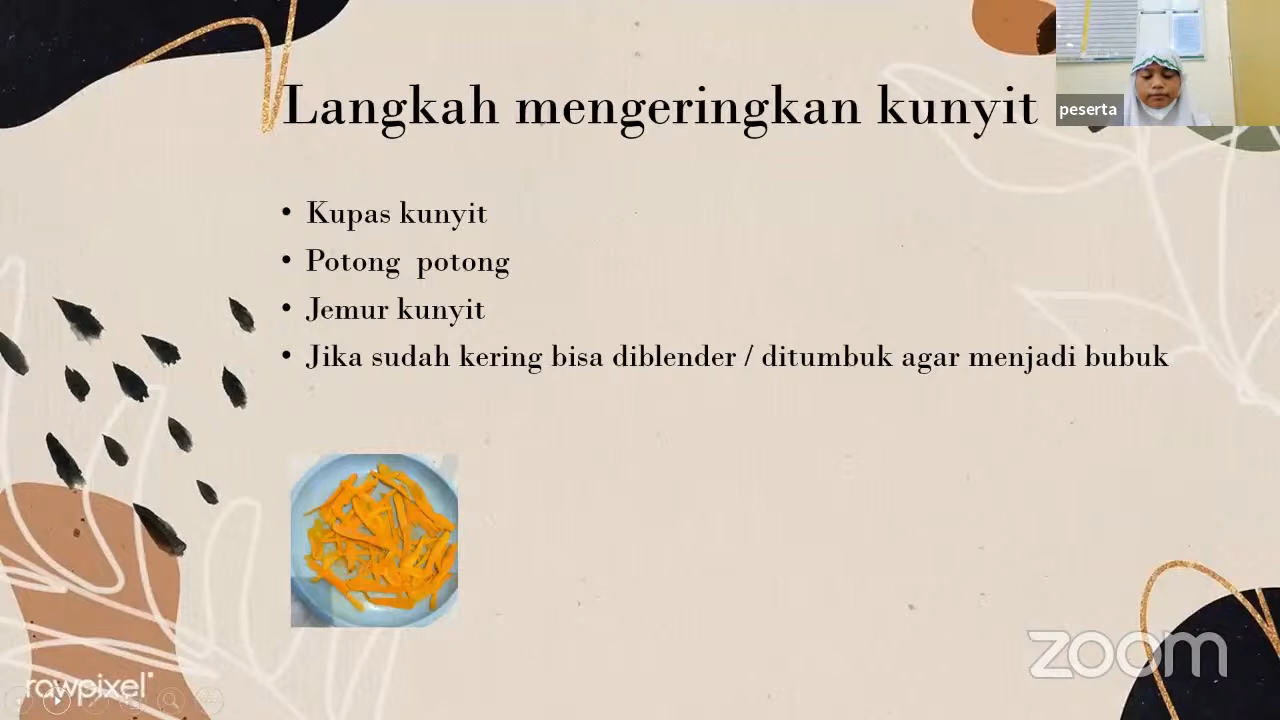 Langkah mengeringkan kunyit
peserta
• Kupas kunyit
• Potong  potong
• Jemur kunyit
• Jika sudah kering bisa diblender / ditumbuk agar menjadi bubuk
zoom
rawpixel